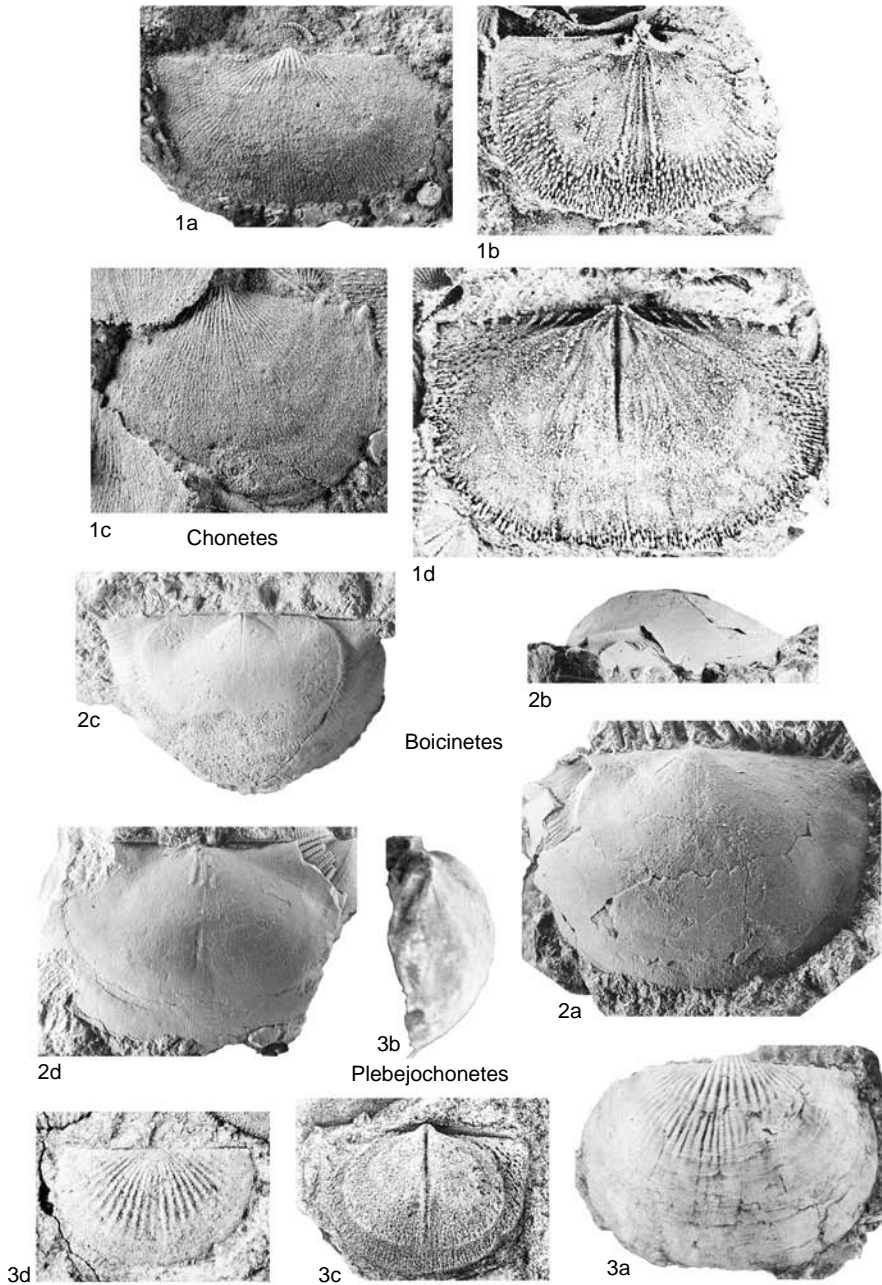 1a
1b
1c
Chonetes
1d
2c
2b
Boicinetes
2d
3b
2a
Plebejochonetes
3d
3c
3a